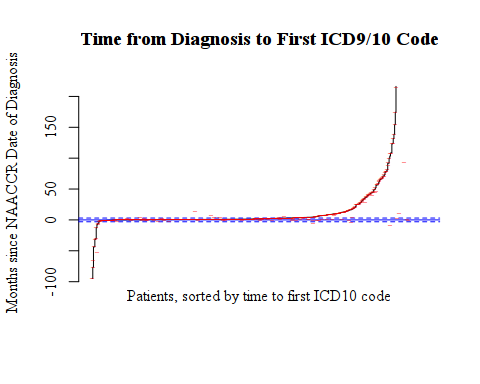 Time from Diagnosis to First ICD9/10 Code
Months since NAACCR Date of Diagnosis
150
50
0
-100
Patients, sorted by time to first ICD10 code